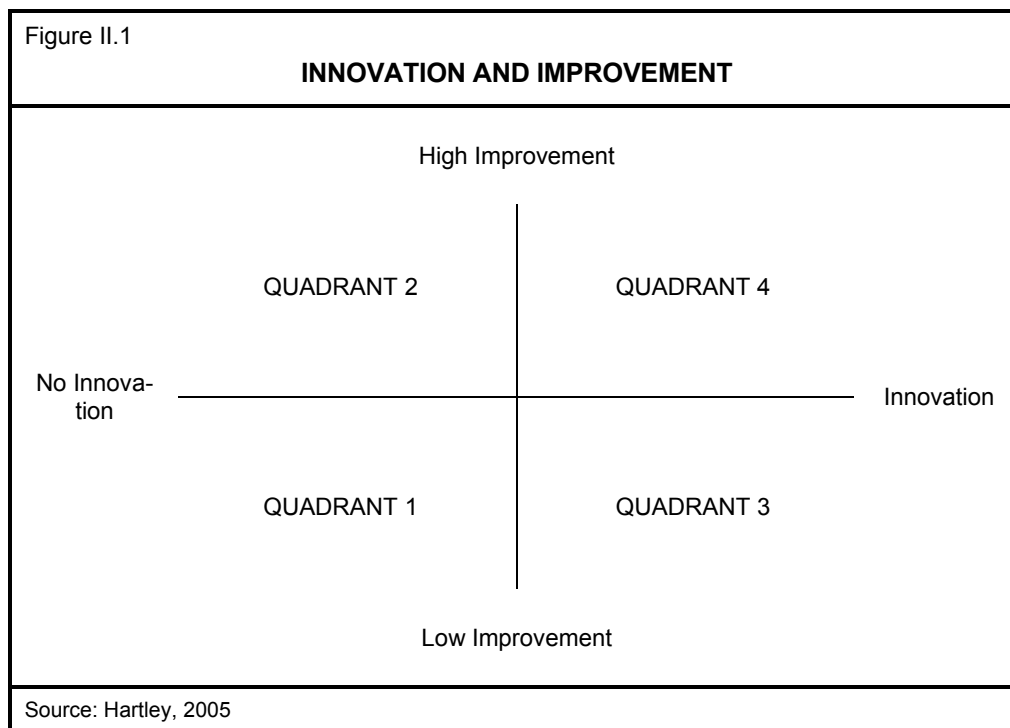 Figure II.1
INNOVATION AND IMPROVEMENT
High Improvement
QUADRANT 2 QUADRANT 4
No Innova-
tion
Innovation
QUADRANT 1 QUADRANT 3
Low Improvement
Source: Hartley, 2005